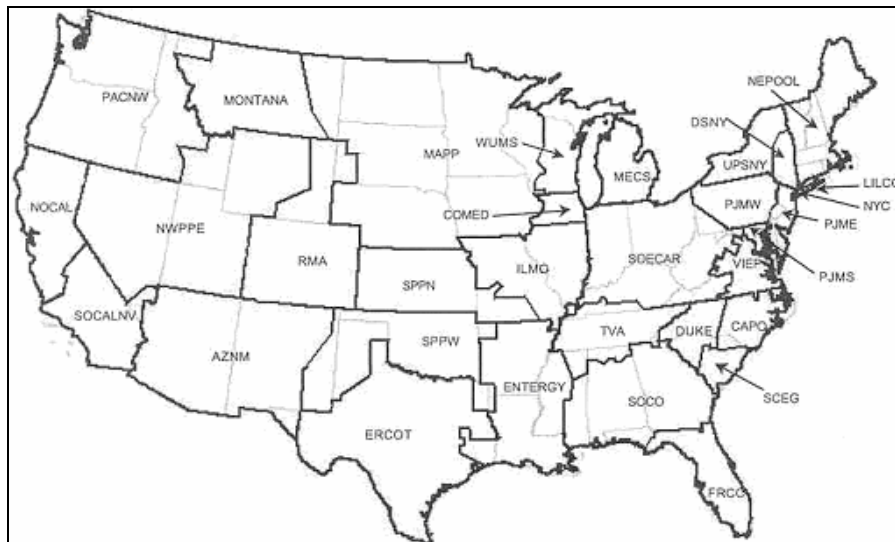 NEPOOL
PACNW
MONTANA
DSNY
WUMS
MAPP
UPSNY
MECS
LILCO
NOCAL
COMED
PJMW
NYC
PJME
NWPPE
RMA
ILMO
SOECAR
VIEP
SPPN
PJMS
SOCALNV
TVA
DUKE
CAPO
SPPW
AZNM
ENTERGY
SOCO
SCEG
ERCOT
FRCC